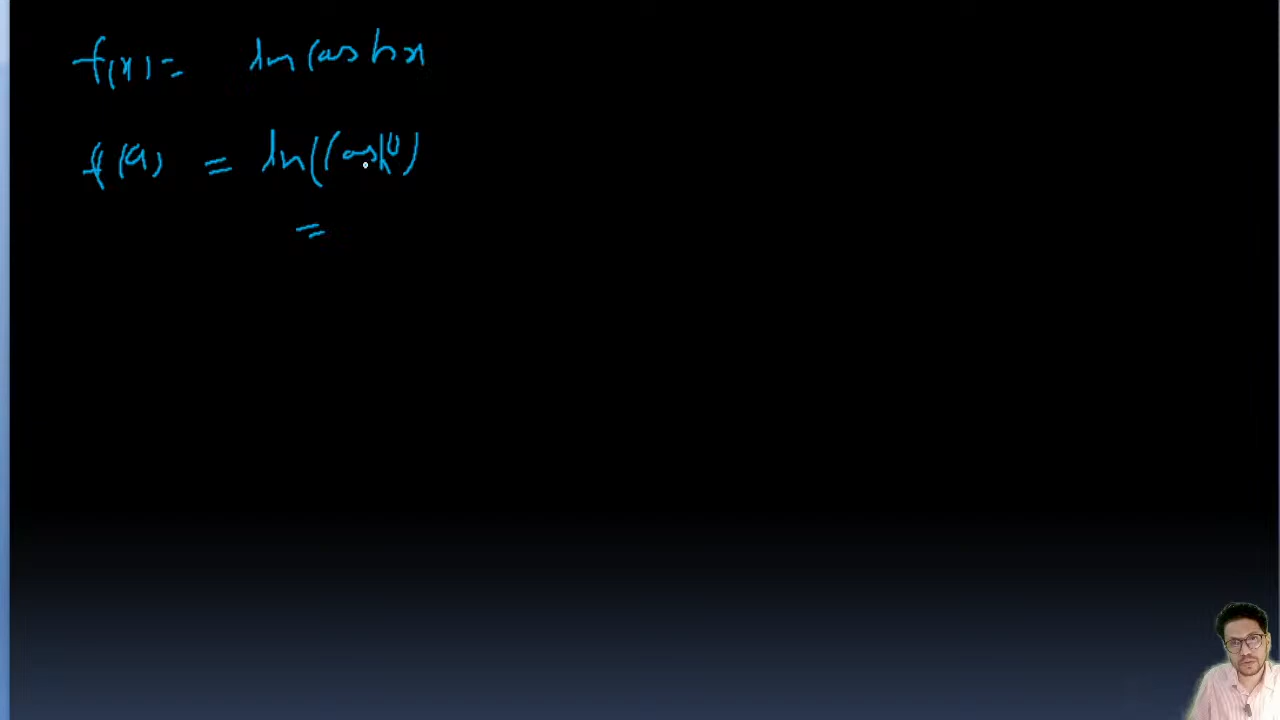 f(x) = ln Cosh x
f(0) = ln(Cosh 0)
=